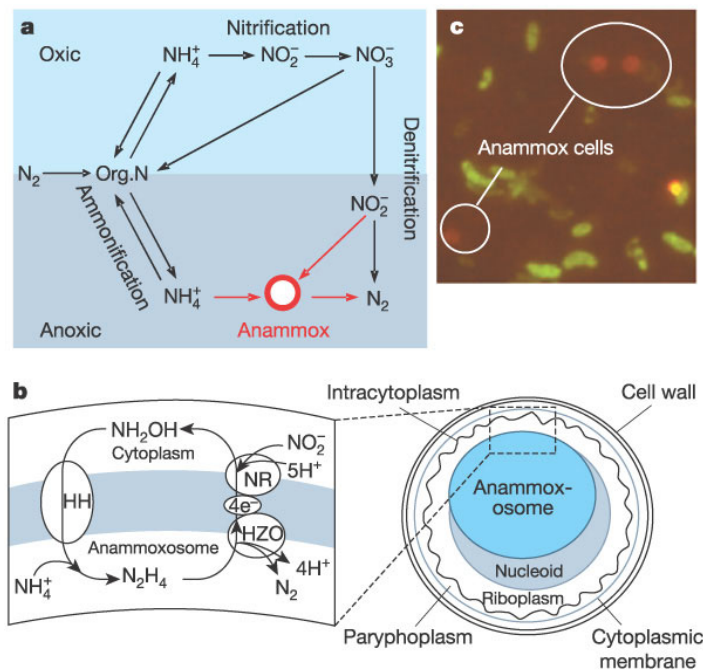 a
Oxic
Nitrification
NH₄⁺
NO₂⁻
NO₃⁻
N₂
Org.N
Ammonification
Denitrification
NO₂⁻
NH₄⁺
N₂
Anoxic
Anammox
c
Anammox cells
b
NH₂OH
Cytoplasm
NO₂⁻
5H⁺
NR
HH
4e⁻
HZO
Anammoxosome
NH₄⁺
N₂H₄
4H⁺
N₂
Intracytoplasm
Cell wall
Anammox-
osome
Nucleoid
Riboplasm
Paryphoplasm
Cytoplasmic
membrane